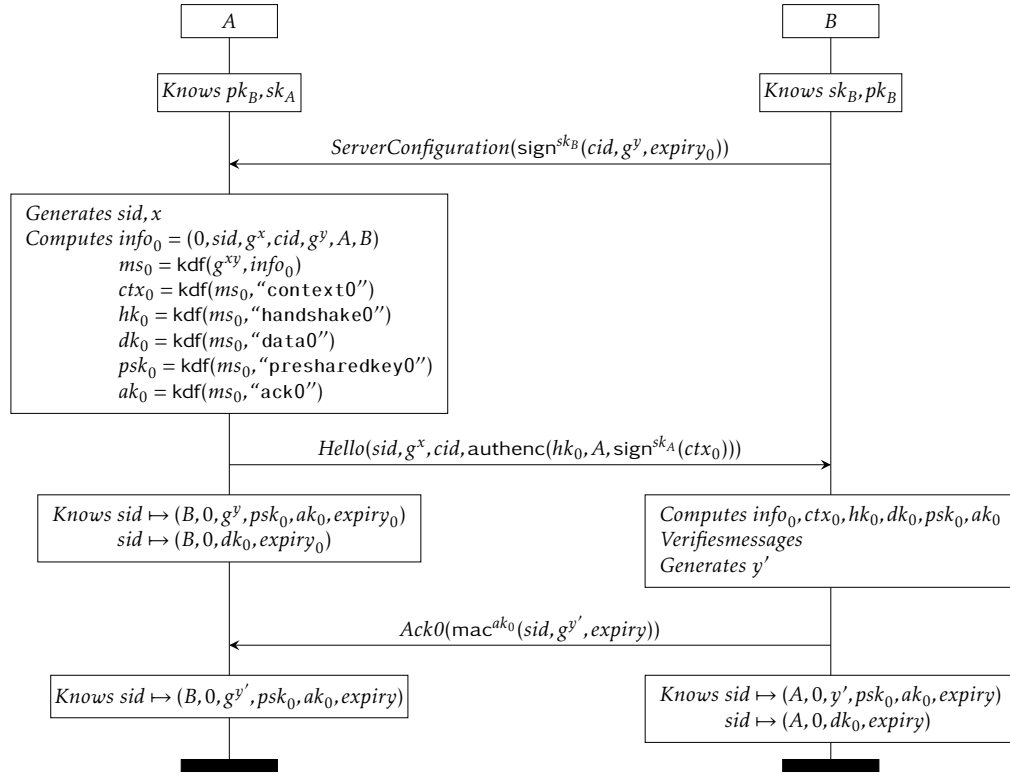 A
B
Knows pk_B, sk_A
Knows sk_B, pk_B
ServerConfiguration(sign^{sk_B}(cid, g^y, expiry_0))
Generates sid, x
Computes info_0 = (0, sid, g^x, cid, g^y, A, B)
ms_0 = kdf(g^{xy}, info_0)
ctx_0 = kdf(ms_0, “context0”)
hk_0 = kdf(ms_0, “handshake0”)
dk_0 = kdf(ms_0, “data0”)
psk_0 = kdf(ms_0, “presharedkey0”)
ak_0 = kdf(ms_0, “ack0”)
Hello(sid, g^x, cid, authenc(hk_0, A, sign^{sk_A}(ctx_0)))
Knows sid ↦ (B, 0, g^y, psk_0, ak_0, expiry_0)
sid ↦ (B, 0, dk_0, expiry_0)
Computes info_0, ctx_0, hk_0, dk_0, psk_0, ak_0
Verifiesmessages
Generates y'
Ack0(mac^{ak_0}(sid, g^{y'}, expiry))
Knows sid ↦ (B, 0, g^{y'}, psk_0, ak_0, expiry)
Knows sid ↦ (A, 0, y', psk_0, ak_0, expiry)
sid ↦ (A, 0, dk_0, expiry)